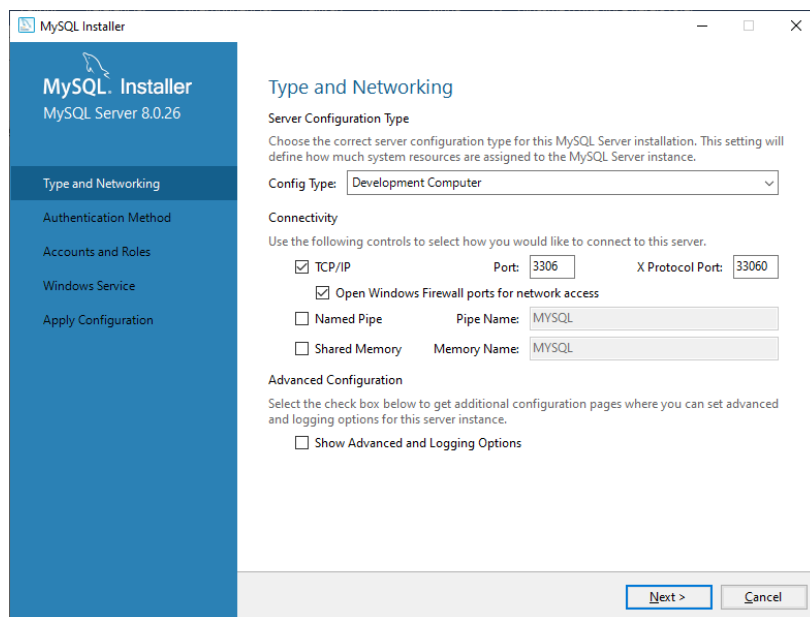 MySQL Installer
MySQL. Installer
MySQL Server 8.0.26
Type and Networking
Authentication Method
Accounts and Roles
Windows Service
Apply Configuration
Type and Networking
Server Configuration Type
Choose the correct server configuration type for this MySQL Server installation. This setting will
define how much system resources are assigned to the MySQL Server instance.
Config Type: Development Computer
Connectivity
Use the following controls to select how you would like to connect to this server.
TCP/IP Port: 3306 X Protocol Port: 33060
Open Windows Firewall ports for network access
Named Pipe Pipe Name: MYSQL
Shared Memory Memory Name: MYSQL
Advanced Configuration
Select the check box below to get additional configuration pages where you can set advanced
and logging options for this server instance.
Show Advanced and Logging Options
Next > Cancel